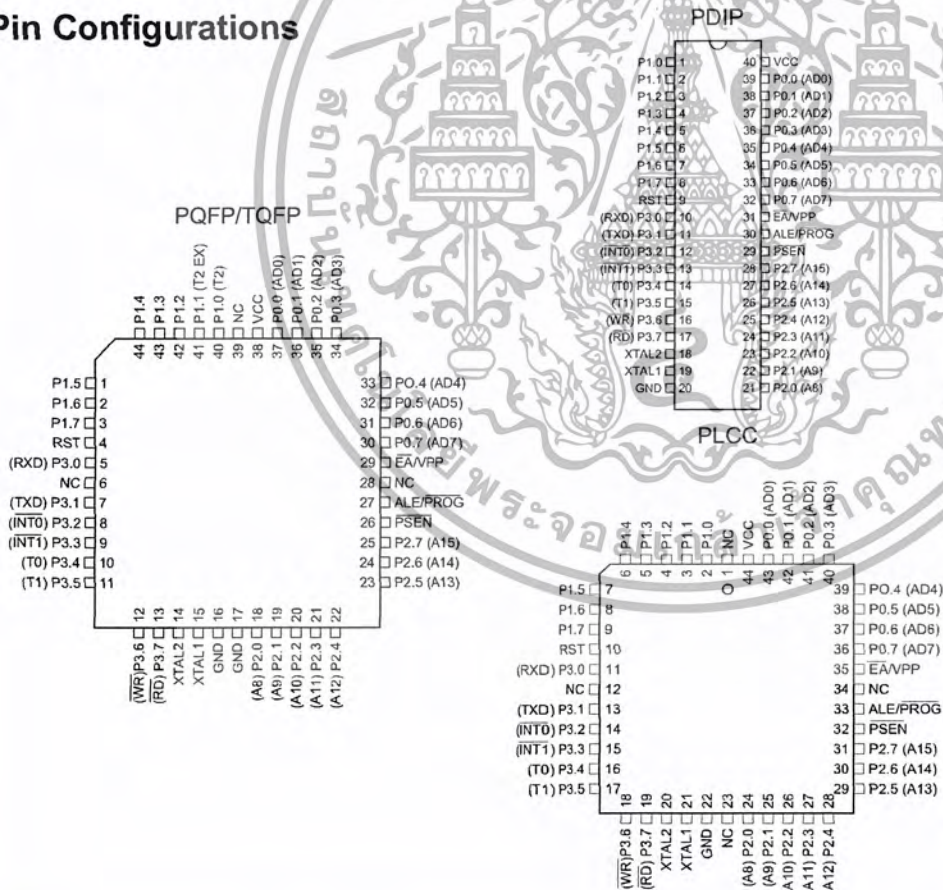 Pin Configurations
PDIP
P1.0 1 40 VCC
P1.1 2 39 P0.0 (AD0)
P1.2 3 38 P0.1 (AD1)
P1.3 4 37 P0.2 (AD2)
P1.4 5 36 P0.3 (AD3)
P1.5 6 35 P0.4 (AD4)
P1.6 7 34 P0.5 (AD5)
P1.7 8 33 P0.6 (AD6)
RST 9 32 P0.7 (AD7)
(RXD) P3.0 10 31 EA/VPP
(TXD) P3.1 11 30 ALE/PROG
(INT0) P3.2 12 29 PSEN
(INT1) P3.3 13 28 P2.7 (A15)
(T0) P3.4 14 27 P2.6 (A14)
(T1) P3.5 15 26 P2.5 (A13)
(WR) P3.6 16 25 P2.4 (A12)
(RD) P3.7 17 24 P2.3 (A11)
XTAL2 18 23 P2.2 (A10)
XTAL1 19 22 P2.1 (A9)
GND 20 21 P2.0 (A8)
PQFP/TQFP
P1.4 P1.3 P1.2 P1.1 (T2 EX) P1.0 (T2) NC VCC P0.0 (AD0) P0.1 (AD1) P0.2 (AD2) P0.3 (AD3)
44 43 42 41 40 39 38 37 36 35 34
P1.5 1 33 PO.4 (AD4)
P1.6 2 32 P0.5 (AD5)
P1.7 3 31 P0.6 (AD6)
RST 4 30 P0.7 (AD7)
(RXD) P3.0 5 29 EA/VPP
NC 6 28 NC
(TXD) P3.1 7 27 ALE/PROG
(INT0) P3.2 8 26 PSEN
(INT1) P3.3 9 25 P2.7 (A15)
(T0) P3.4 10 24 P2.6 (A14)
(T1) P3.5 11 23 P2.5 (A13)
12 13 14 15 16 17 18 19 20 21 22
(WR) P3.6 (RD) P3.7 XTAL2 XTAL1 GND GND (A8) P2.0 (A9) P2.1 (A10) P2.2 (A11) P2.3 (A12) P2.4
PLCC
P1.4 P1.3 P1.2 P1.1 P1.0 NC VCC P0.0 (AD0) P0.1 (AD1) P0.2 (AD2) P0.3 (AD3)
6 5 4 3 2 1 44 43 42 41 40
P1.5 7 39 PO.4 (AD4)
P1.6 8 38 P0.5 (AD5)
P1.7 9 37 P0.6 (AD6)
RST 10 36 P0.7 (AD7)
(RXD) P3.0 11 35 EA/VPP
NC 12 34 NC
(TXD) P3.1 13 33 ALE/PROG
(INT0) P3.2 14 32 PSEN
(INT1) P3.3 15 31 P2.7 (A15)
(T0) P3.4 16 30 P2.6 (A14)
(T1) P3.5 17 29 P2.5 (A13)
18 19 20 21 22 23 24 25 26 27 28
(WR) P3.6 (RD) P3.7 XTAL2 XTAL1 GND NC (A8) P2.0 (A9) P2.1 (A10) P2.2 (A11) P2.3 (A12) P2.4